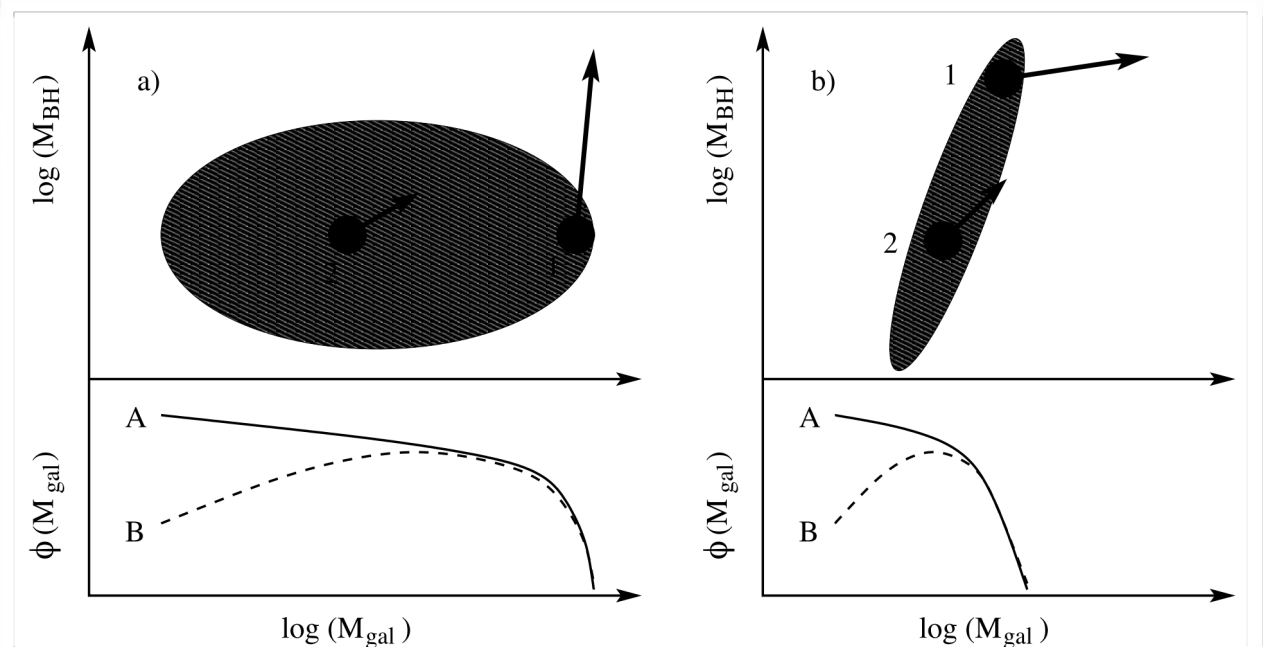 a)
log (M_BH)
2
1
A
B
ϕ (M_gal)
log (M_gal )
b)
log (M_BH)
1
2
A
B
ϕ (M_gal)
log (M_gal )